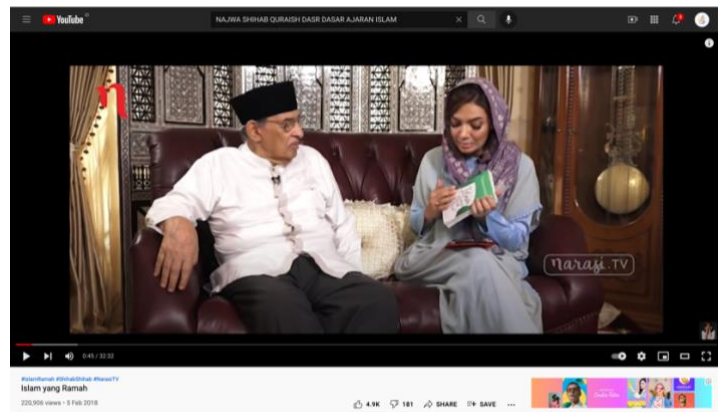 YouTube
NAJWA SHIHAB QURAISH DASR DASAR AJARAN ISLAM
n
narasi.TV
0:45 / 32:32
#IslamRamah #ShihabShihab #NarasiTV
Islam yang Ramah
220,906 views • 5 Feb 2018
4.9K 181 SHARE SAVE